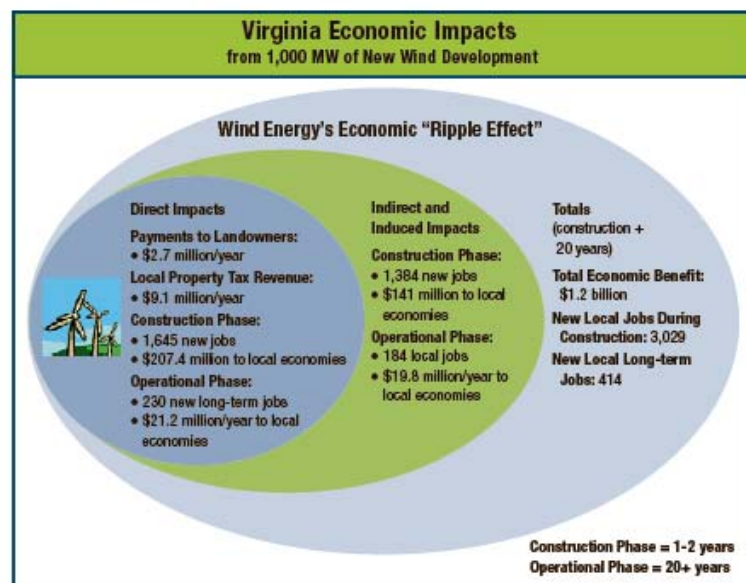 Virginia Economic Impacts
from 1,000 MW of New Wind Development
Wind Energy's Economic "Ripple Effect"
Direct Impacts
Payments to Landowners:
• $2.7 million/year
Local Property Tax Revenue:
• $9.1 million/year
Construction Phase:
• 1,645 new jobs
• $207.4 million to local economies
Operational Phase:
• 230 new long-term jobs
• $21.2 million/year to local
economies
Indirect and
Induced Impacts
Construction Phase:
• 1,384 new jobs
• $141 million to local
economies
Operational Phase:
• 184 local jobs
• $19.8 million/year to
local economies
Totals
(construction +
20 years)
Total Economic Benefit:
$1.2 billion
New Local Jobs During
Construction: 3,029
New Local Long-term
Jobs: 414
Construction Phase = 1-2 years
Operational Phase = 20+ years